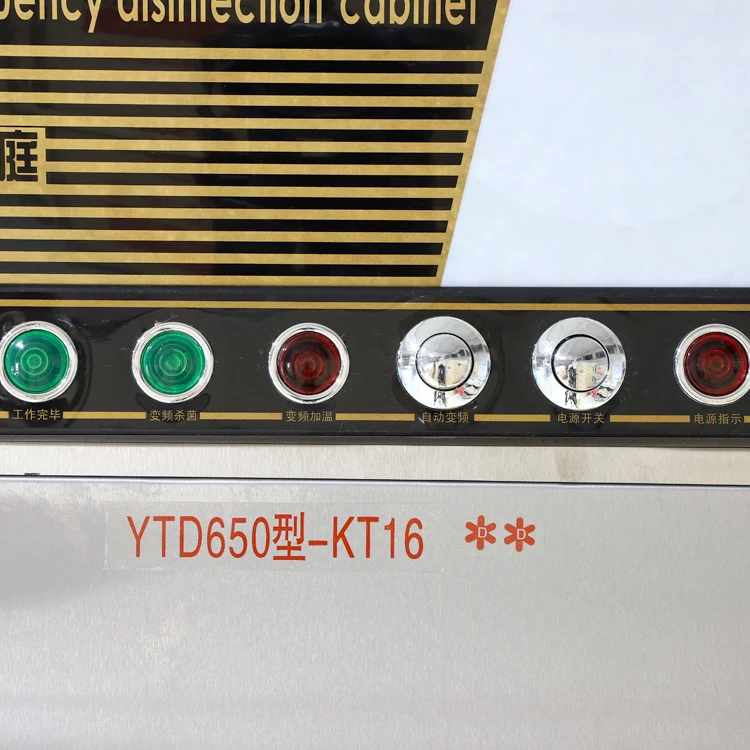 uency disinfection cabinet
庭
工作完毕 变频杀菌 变频加温 自动变频 电源开关 电源指示
YTD650型-KT16 ✲✲
D D